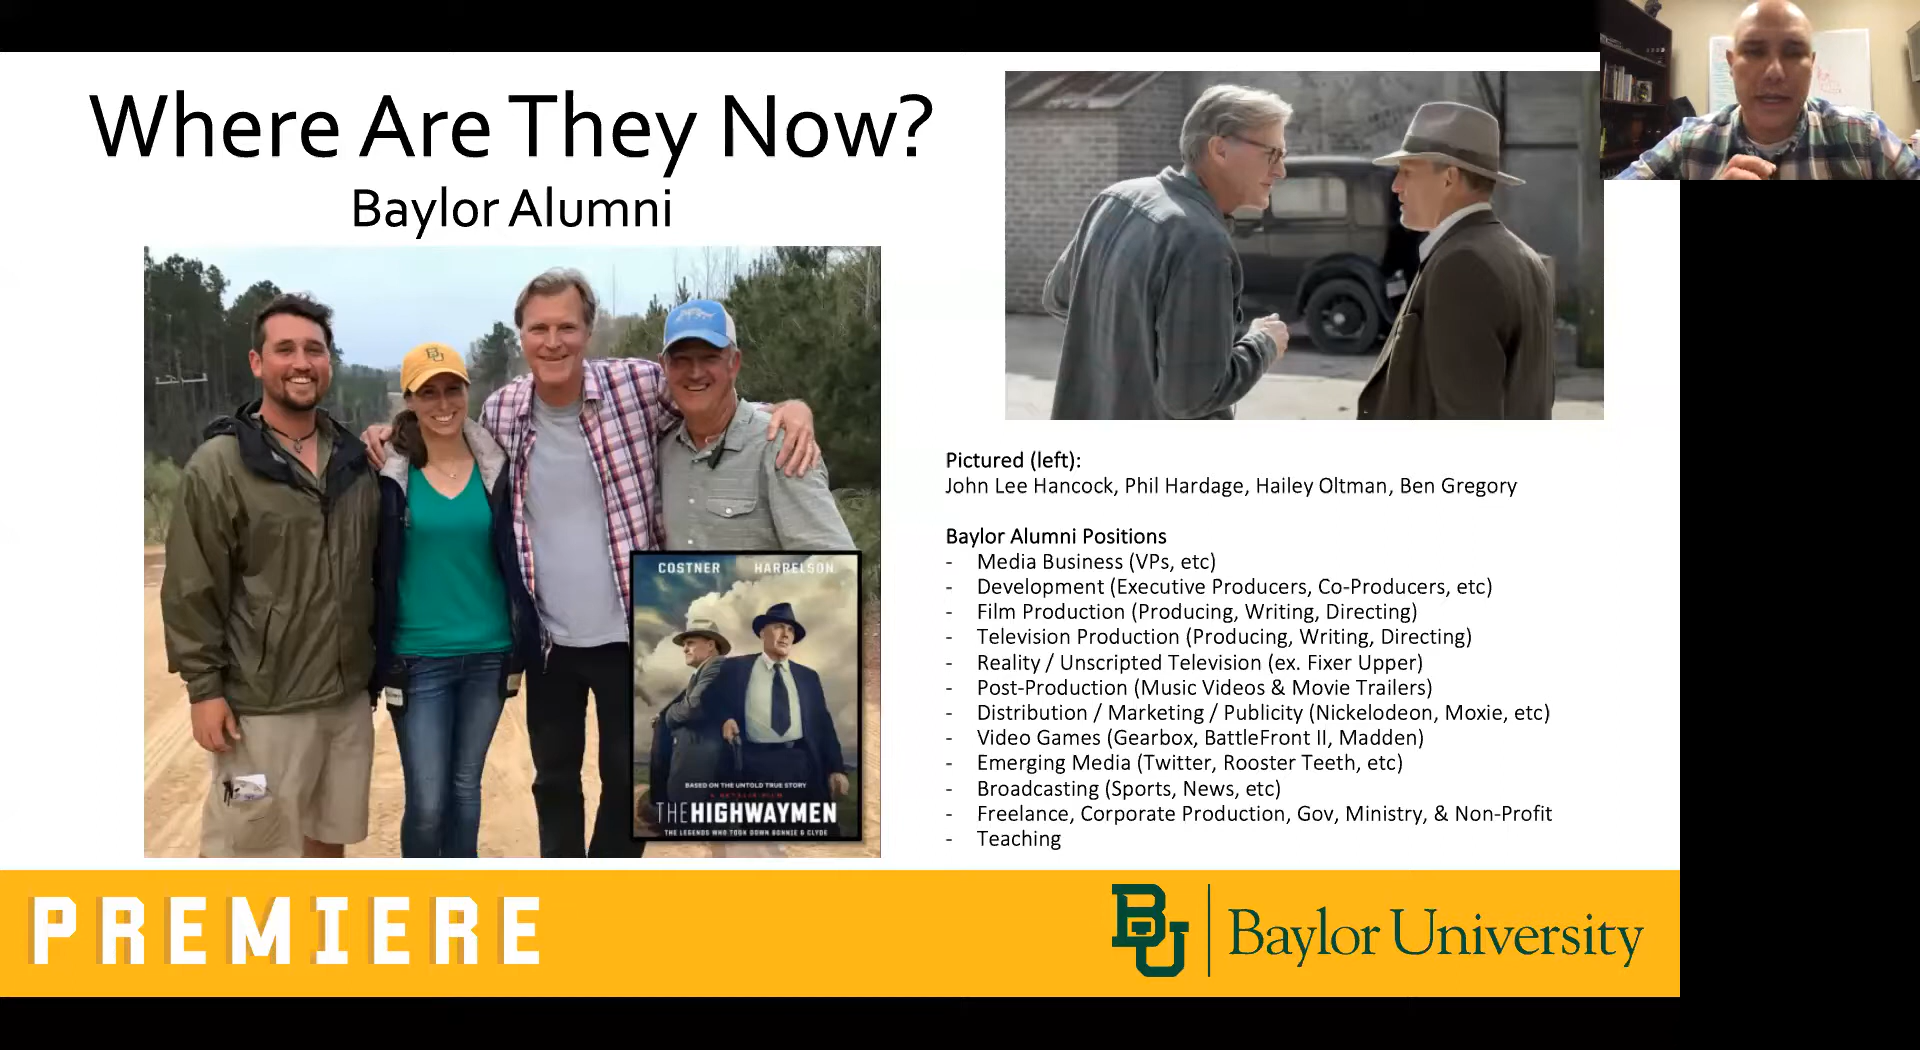 Where Are They Now?
Baylor Alumni
BU
COSTNER HARRELSON
BASED ON THE UNTOLD TRUE STORY
THE HIGHWAYMEN
THE LEGENDS WHO TOOK DOWN BONNIE & CLYDE
Pictured (left):
John Lee Hancock, Phil Hardage, Hailey Oltman, Ben Gregory
Baylor Alumni Positions
- Media Business (VPs, etc)
- Development (Executive Producers, Co-Producers, etc)
- Film Production (Producing, Writing, Directing)
- Television Production (Producing, Writing, Directing)
- Reality / Unscripted Television (ex. Fixer Upper)
- Post-Production (Music Videos & Movie Trailers)
- Distribution / Marketing / Publicity (Nickelodeon, Moxie, etc)
- Video Games (Gearbox, BattleFront II, Madden)
- Emerging Media (Twitter, Rooster Teeth, etc)
- Broadcasting (Sports, News, etc)
- Freelance, Corporate Production, Gov, Ministry, & Non-Profit
- Teaching
PREMIERE
BU Baylor University